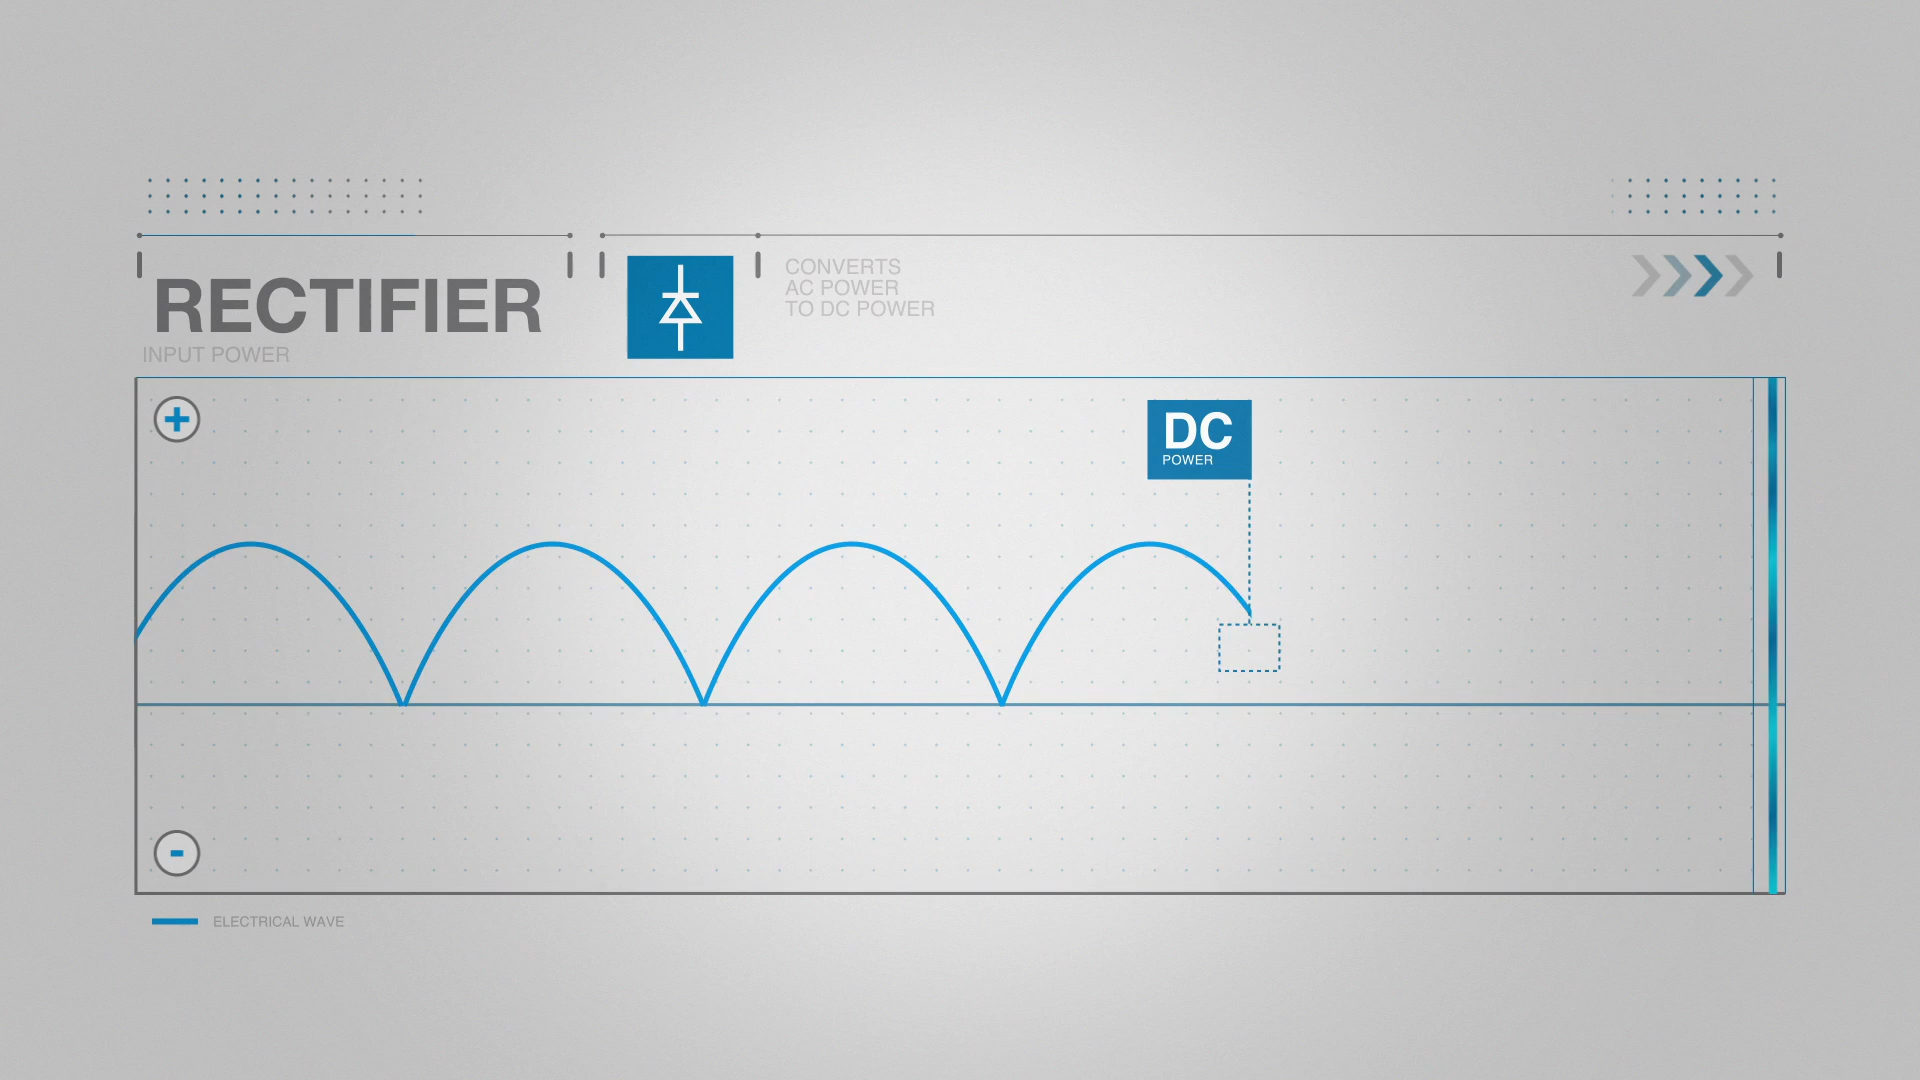 RECTIFIER
INPUT POWER
CONVERTS
AC POWER
TO DC POWER
+
DC
POWER
-
ELECTRICAL WAVE